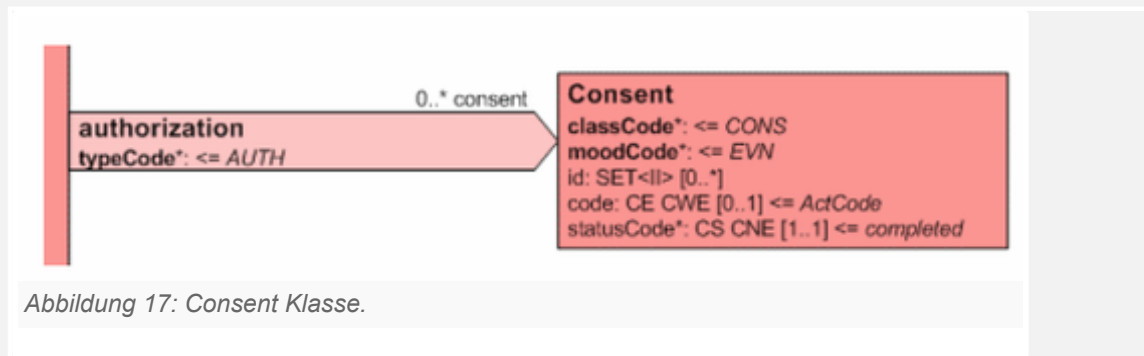 0..* consent
authorization
typeCode*: <= AUTH
Consent
classCode*: <= CONS
moodCode*: <= EVN
id: SET<II> [0..*]
code: CE CWE [0..1] <= ActCode
statusCode*: CS CNE [1..1] <= completed
Abbildung 17: Consent Klasse.